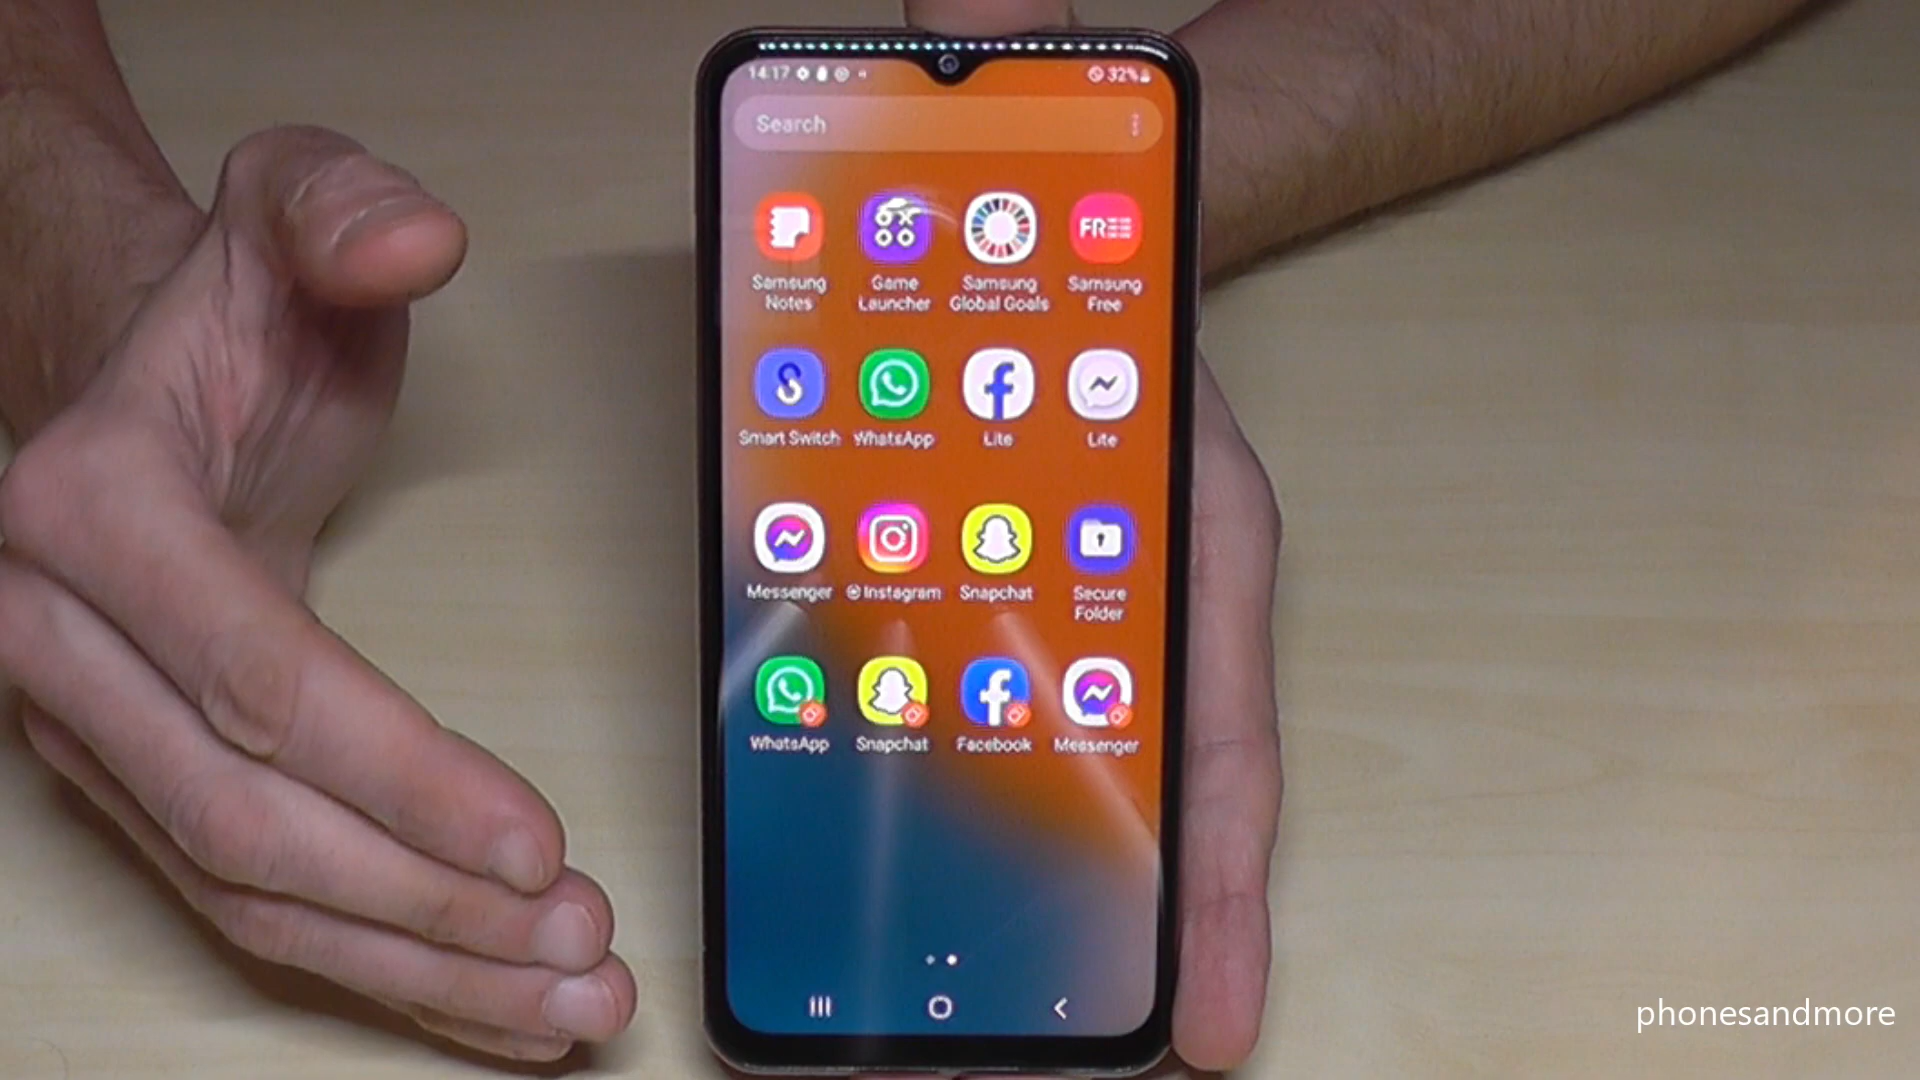 14:17
32%
Search
FREE
Samsung Notes
Game Launcher
Samsung Global Goals
Samsung Free
Smart Switch
WhatsApp
Lite
Lite
Messenger
Instagram
Snapchat
Secure Folder
WhatsApp
Snapchat
Facebook
Messenger
phonesandmore